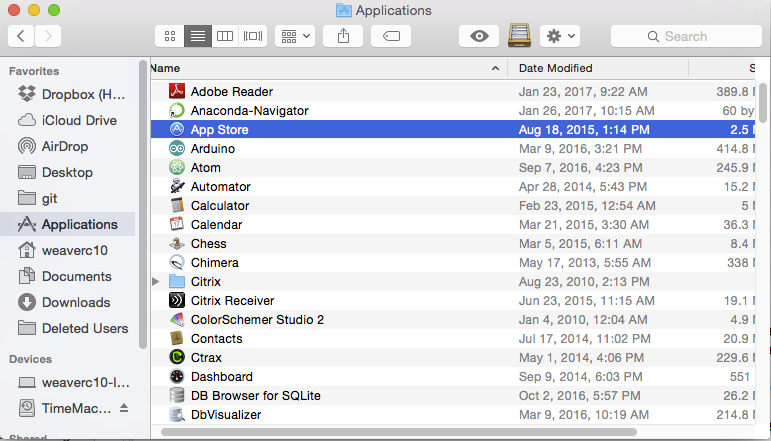 Applications
Search
Favorites
Dropbox (H...
iCloud Drive
AirDrop
Desktop
git
Applications
weaverc10
Documents
Downloads
Deleted Users
Devices
weaverc10-l...
TimeMac...
Name Date Modified S
Adobe Reader Jan 23, 2017, 9:22 AM 389.8 M
Anaconda-Navigator Jan 26, 2017, 10:15 AM 60 by
App Store Aug 18, 2015, 1:14 PM 2.5 M
Arduino Mar 9, 2016, 3:21 PM 414.8 M
Atom Sep 7, 2016, 4:23 PM 245.9 M
Automator Apr 28, 2014, 5:43 PM 15.2 M
Calculator Feb 23, 2015, 12:54 AM 5 M
Calendar Mar 21, 2015, 3:30 AM 36.3 M
Chess Mar 5, 2015, 6:11 AM 8.4 M
Chimera May 17, 2013, 5:55 AM 338 M
Citrix Aug 23, 2010, 2:13 PM
Citrix Receiver Jun 23, 2015, 11:15 AM 19.1 M
ColorSchemer Studio 2 Jan 4, 2010, 12:04 AM 4.9 M
Contacts Jul 17, 2014, 11:02 PM 20.9 M
Ctrax May 1, 2014, 4:06 PM 229.6 M
Dashboard Sep 9, 2014, 6:03 PM 551
DB Browser for SQLite Oct 2, 2016, 5:57 PM 26.2 M
DbVisualizer Mar 9, 2016, 10:19 AM 214.8 M